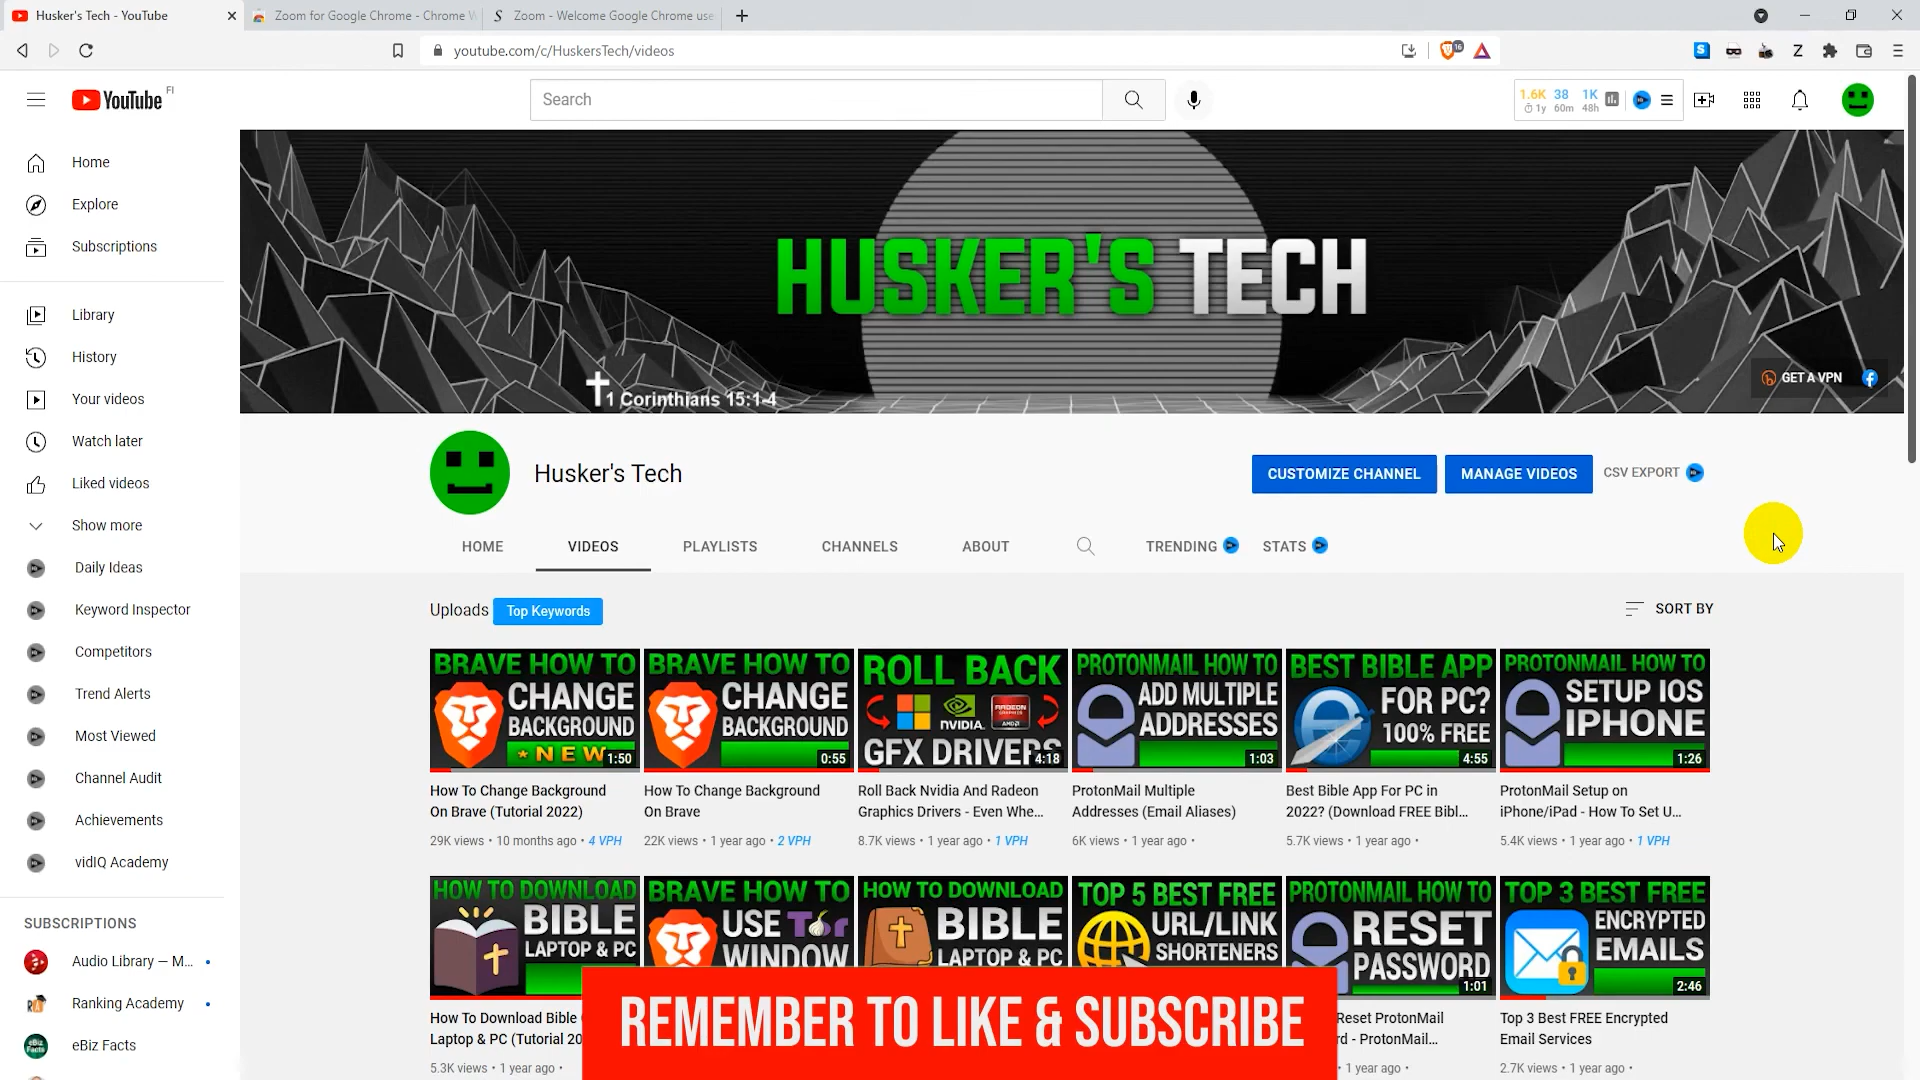 Husker's Tech - YouTube
Zoom for Google Chrome - Chrome W
Zoom - Welcome Google Chrome use
youtube.com/c/HuskersTech/videos
16
YouTube FI
Search
1.6K 38 1K
1y 60m 48h
Home
Explore
Subscriptions
Library
History
Your videos
Watch later
Liked videos
Show more
Daily Ideas
Keyword Inspector
Competitors
Trend Alerts
Most Viewed
Channel Audit
Achievements
vidIQ Academy
SUBSCRIPTIONS
Audio Library — M...
Ranking Academy
eBiz Facts
HUSKER'S TECH
1 Corinthians 15:1-4
GET A VPN
Husker's Tech
CUSTOMIZE CHANNEL
MANAGE VIDEOS
CSV EXPORT
HOME
VIDEOS
PLAYLISTS
CHANNELS
ABOUT
TRENDING
STATS
Uploads
Top Keywords
SORT BY
BRAVE HOW TO
CHANGE
BACKGROUND
* NEW
1:50
How To Change Background
On Brave (Tutorial 2022)
29K views • 10 months ago • 4 VPH
BRAVE HOW TO
CHANGE
BACKGROUND
0:55
How To Change Background
On Brave
22K views • 1 year ago • 2 VPH
ROLL BACK
NVIDIA.
RADEON
GRAPHICS
AMD
GFX DRIVERS
4:18
Roll Back Nvidia And Radeon
Graphics Drivers - Even Whe...
8.7K views • 1 year ago • 1 VPH
PROTONMAIL HOW TO
ADD MULTIPLE
ADDRESSES
1:03
ProtonMail Multiple
Addresses (Email Aliases)
6K views • 1 year ago •
BEST BIBLE APP
FOR PC?
100% FREE
4:55
Best Bible App For PC in
2022? (Download FREE Bibl...
5.7K views • 1 year ago •
PROTONMAIL HOW TO
SETUP IOS
IPHONE
1:26
ProtonMail Setup on
iPhone/iPad - How To Set U...
5.4K views • 1 year ago • 1 VPH
HOW TO DOWNLOAD
BIBLE
LAPTOP & PC
How To Download Bible
Laptop & PC (Tutorial 20
5.3K views • 1 year ago •
BRAVE HOW TO
USE Tor
WINDOW
HOW TO DOWNLOAD
BIBLE
LAPTOP & PC
TOP 5 BEST FREE
URL/LINK
SHORTENERS
PROTONMAIL HOW TO
RESET
PASSWORD
1:01
Reset ProtonMail
rd - ProtonMail...
1 year ago •
TOP 3 BEST FREE
ENCRYPTED
EMAILS
2:46
Top 3 Best FREE Encrypted
Email Services
2.7K views • 1 year ago •
REMEMBER TO LIKE & SUBSCRIBE